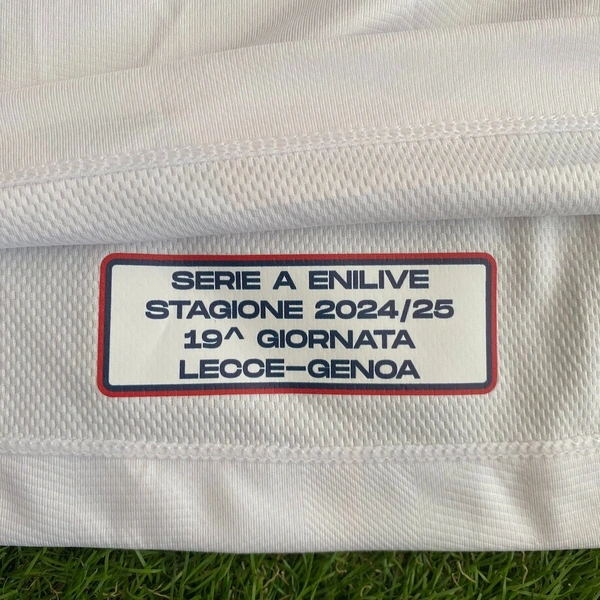 SERIE A ENILIVE
STAGIONE 2024/25
19^ GIORNATA
LECCE-GENOA